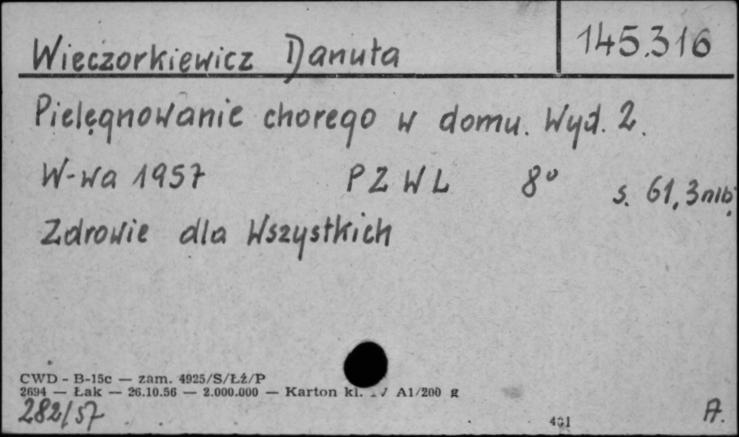 Wieczorkiewicz Danuta
145.316
Pielęgnowanie chorego w domu. Wyd. 2.
W-wa 1957 PZWL 8° s. 61,3nlb.
Zdrowie dla Wszystkich
CWD - B-15c — zam. 4925/S/Łź/P
2694 — Łak — 26.10.56 — 2.000.000 — Karton kl. A1/200 g
282/57
A.